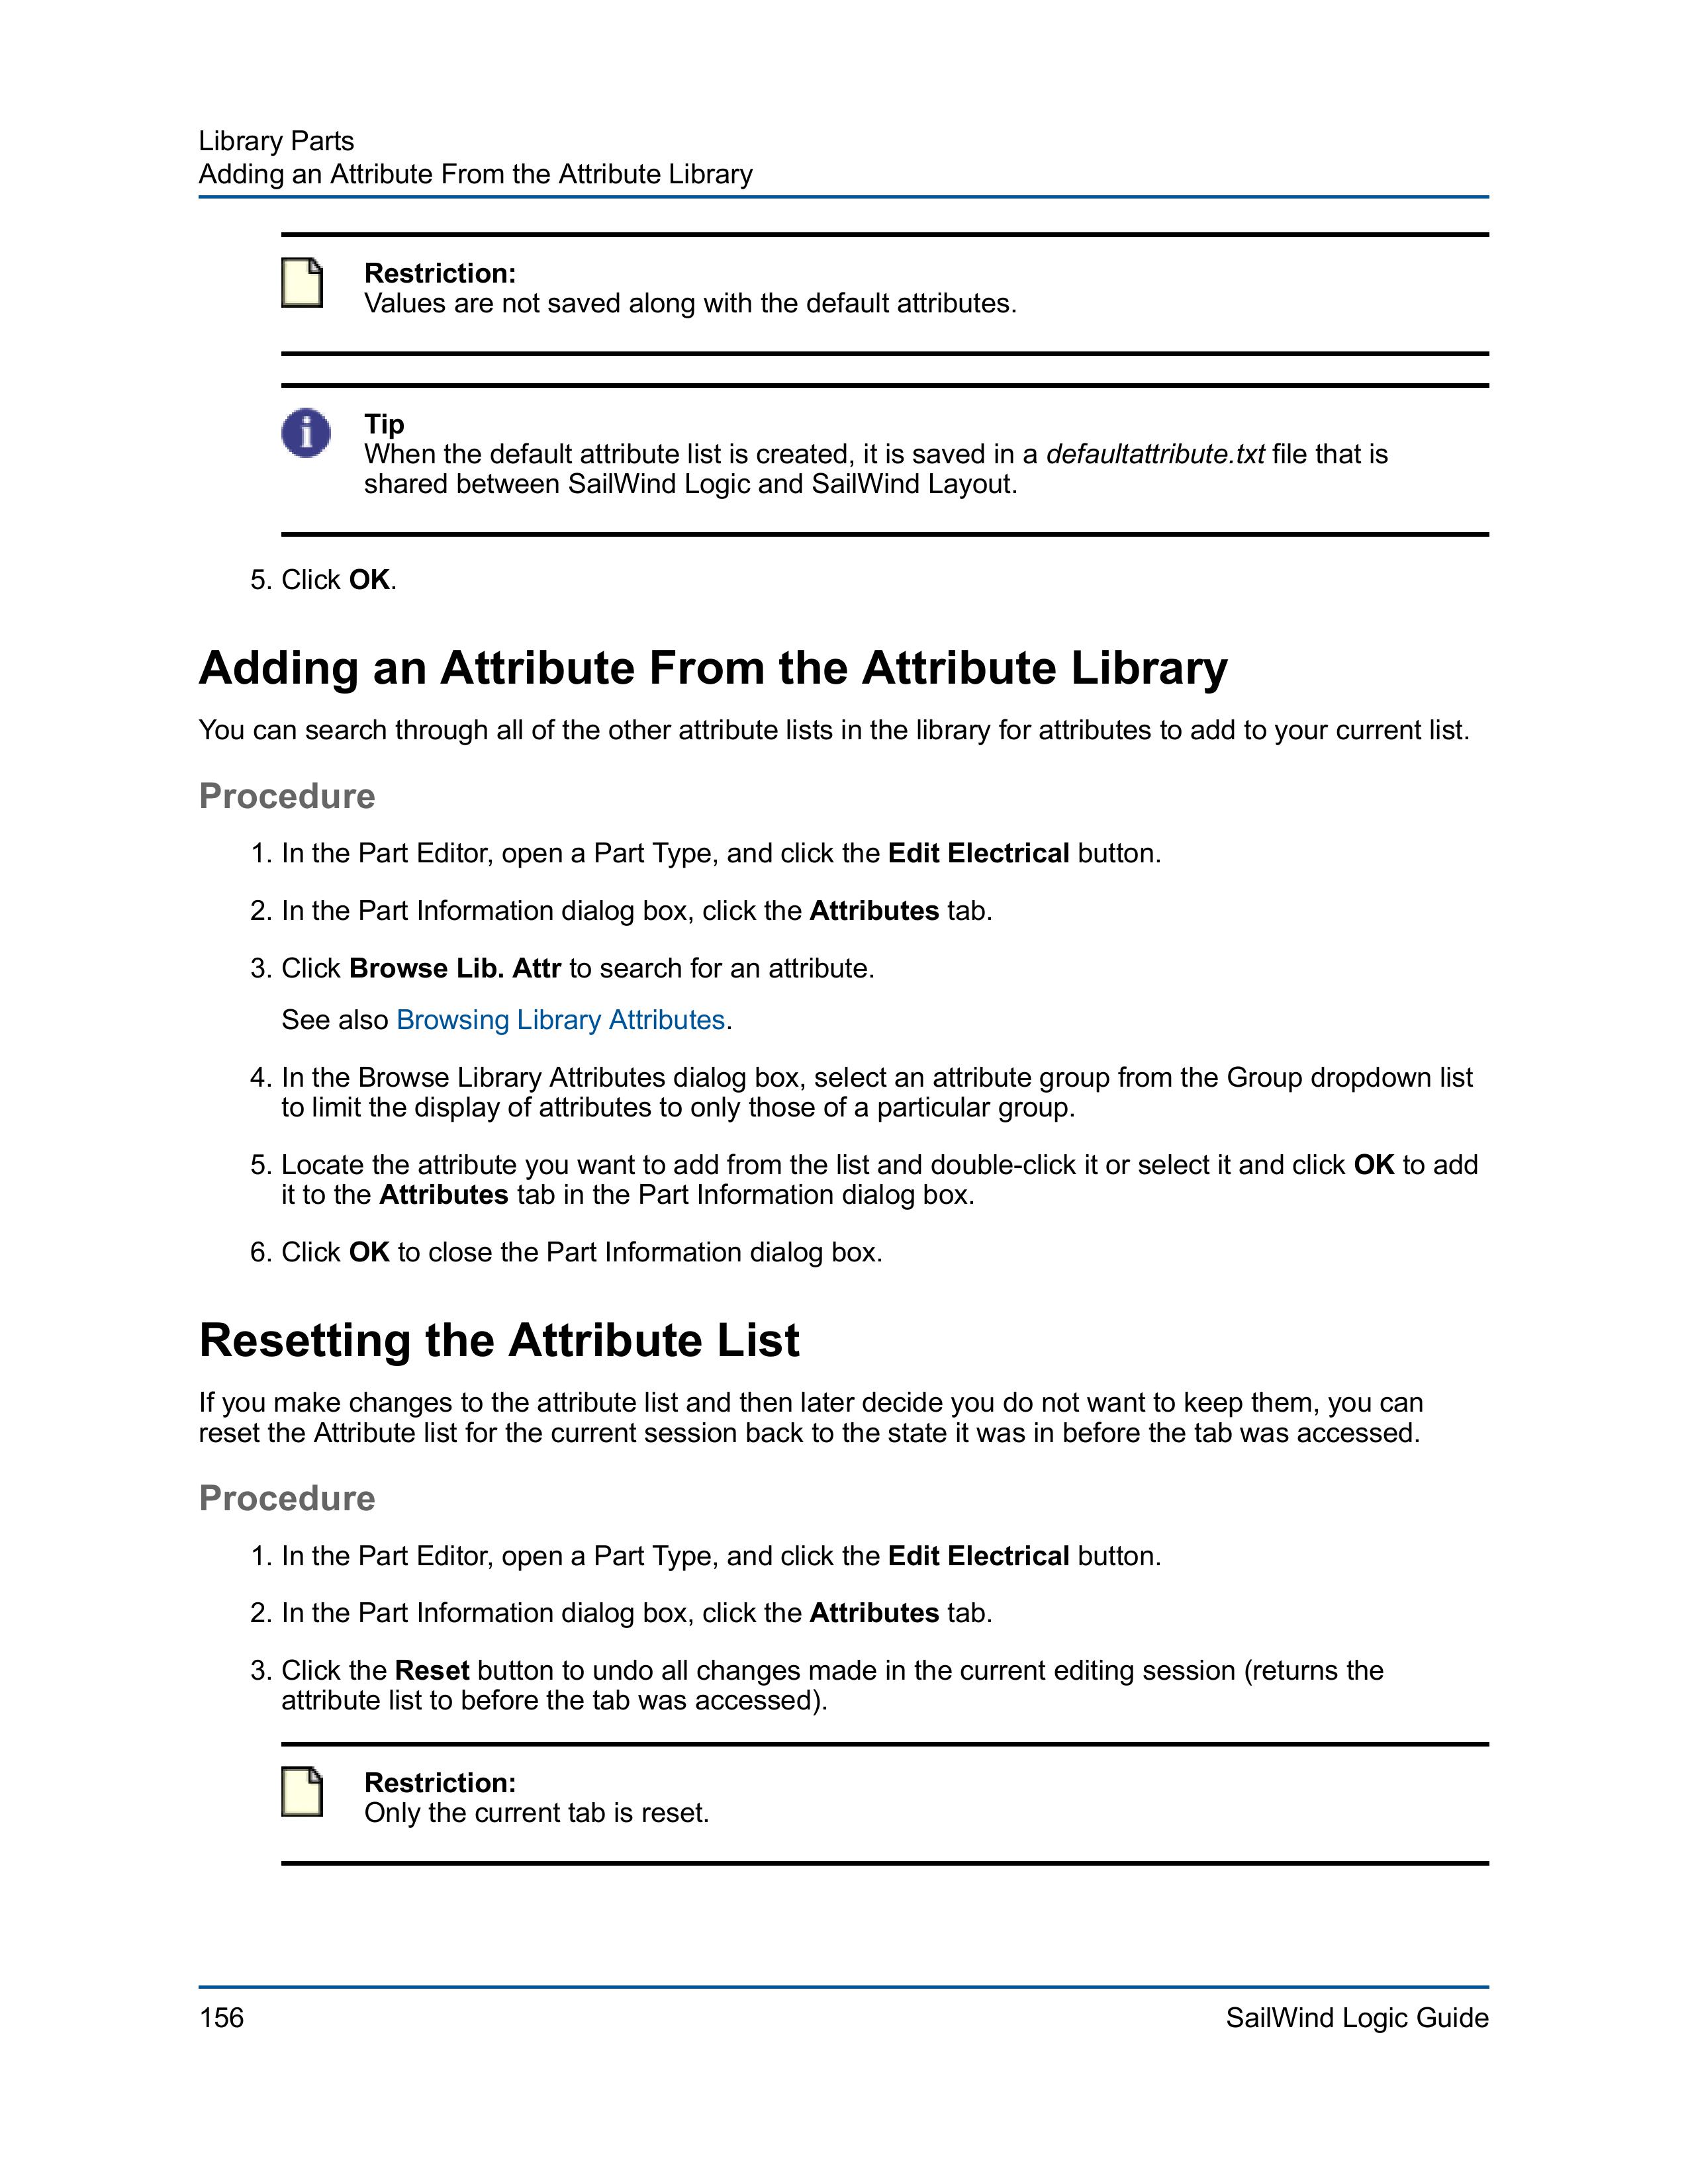 Library Parts
Adding an Attribute From the Attribute Library
Restriction:
Values are not saved along with the default attributes.
Tip
When the default attribute list is created, it is saved in a defaultattribute.txt file that is
shared between SailWind Logic and SailWind Layout.
5. Click OK.
Adding an Attribute From the Attribute Library
You can search through all of the other attribute lists in the library for attributes to add to your current list.
Procedure
1. In the Part Editor, open a Part Type, and click the Edit Electrical button.
2. In the Part Information dialog box, click the Attributes tab.
3. Click Browse Lib. Attr to search for an attribute.
See also Browsing Library Attributes.
4. In the Browse Library Attributes dialog box, select an attribute group from the Group dropdown list
to limit the display of attributes to only those of a particular group.
5. Locate the attribute you want to add from the list and double-click it or select it and click OK to add
it to the Attributes tab in the Part Information dialog box.
6. Click OK to close the Part Information dialog box.
Resetting the Attribute List
If you make changes to the attribute list and then later decide you do not want to keep them, you can
reset the Attribute list for the current session back to the state it was in before the tab was accessed.
Procedure
1. In the Part Editor, open a Part Type, and click the Edit Electrical button.
2. In the Part Information dialog box, click the Attributes tab.
3. Click the Reset button to undo all changes made in the current editing session (returns the
attribute list to before the tab was accessed).
Restriction:
Only the current tab is reset.
156
SailWind Logic Guide